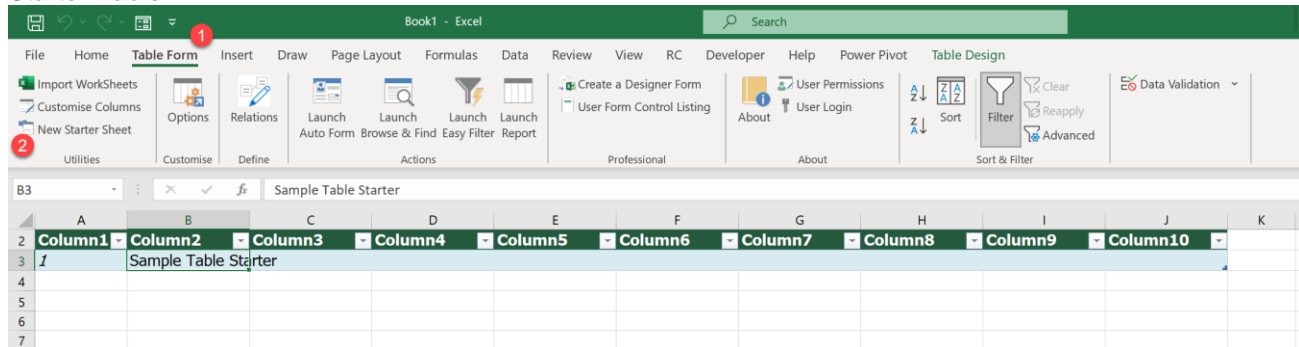 Book1 - Excel
Search
1
File Home Table Form Insert Draw Page Layout Formulas Data Review View RC Developer Help Power Pivot Table Design
Import WorkSheets
Customise Columns
New Starter Sheet
2
Utilities
Options
Customise
Relations
Define
Launch Auto Form
Launch Browse & Find
Launch Easy Filter
Launch Report
Actions
Create a Designer Form
User Form Control Listing
Professional
About
User Permissions
User Login
About
Sort
Filter
Clear
Reapply
Advanced
Sort & Filter
Data Validation
B3 fx Sample Table Starter
A B C D E F G H I J K
2 Column1 Column2 Column3 Column4 Column5 Column6 Column7 Column8 Column9 Column10
3 1 Sample Table Starter
4
5
6
7